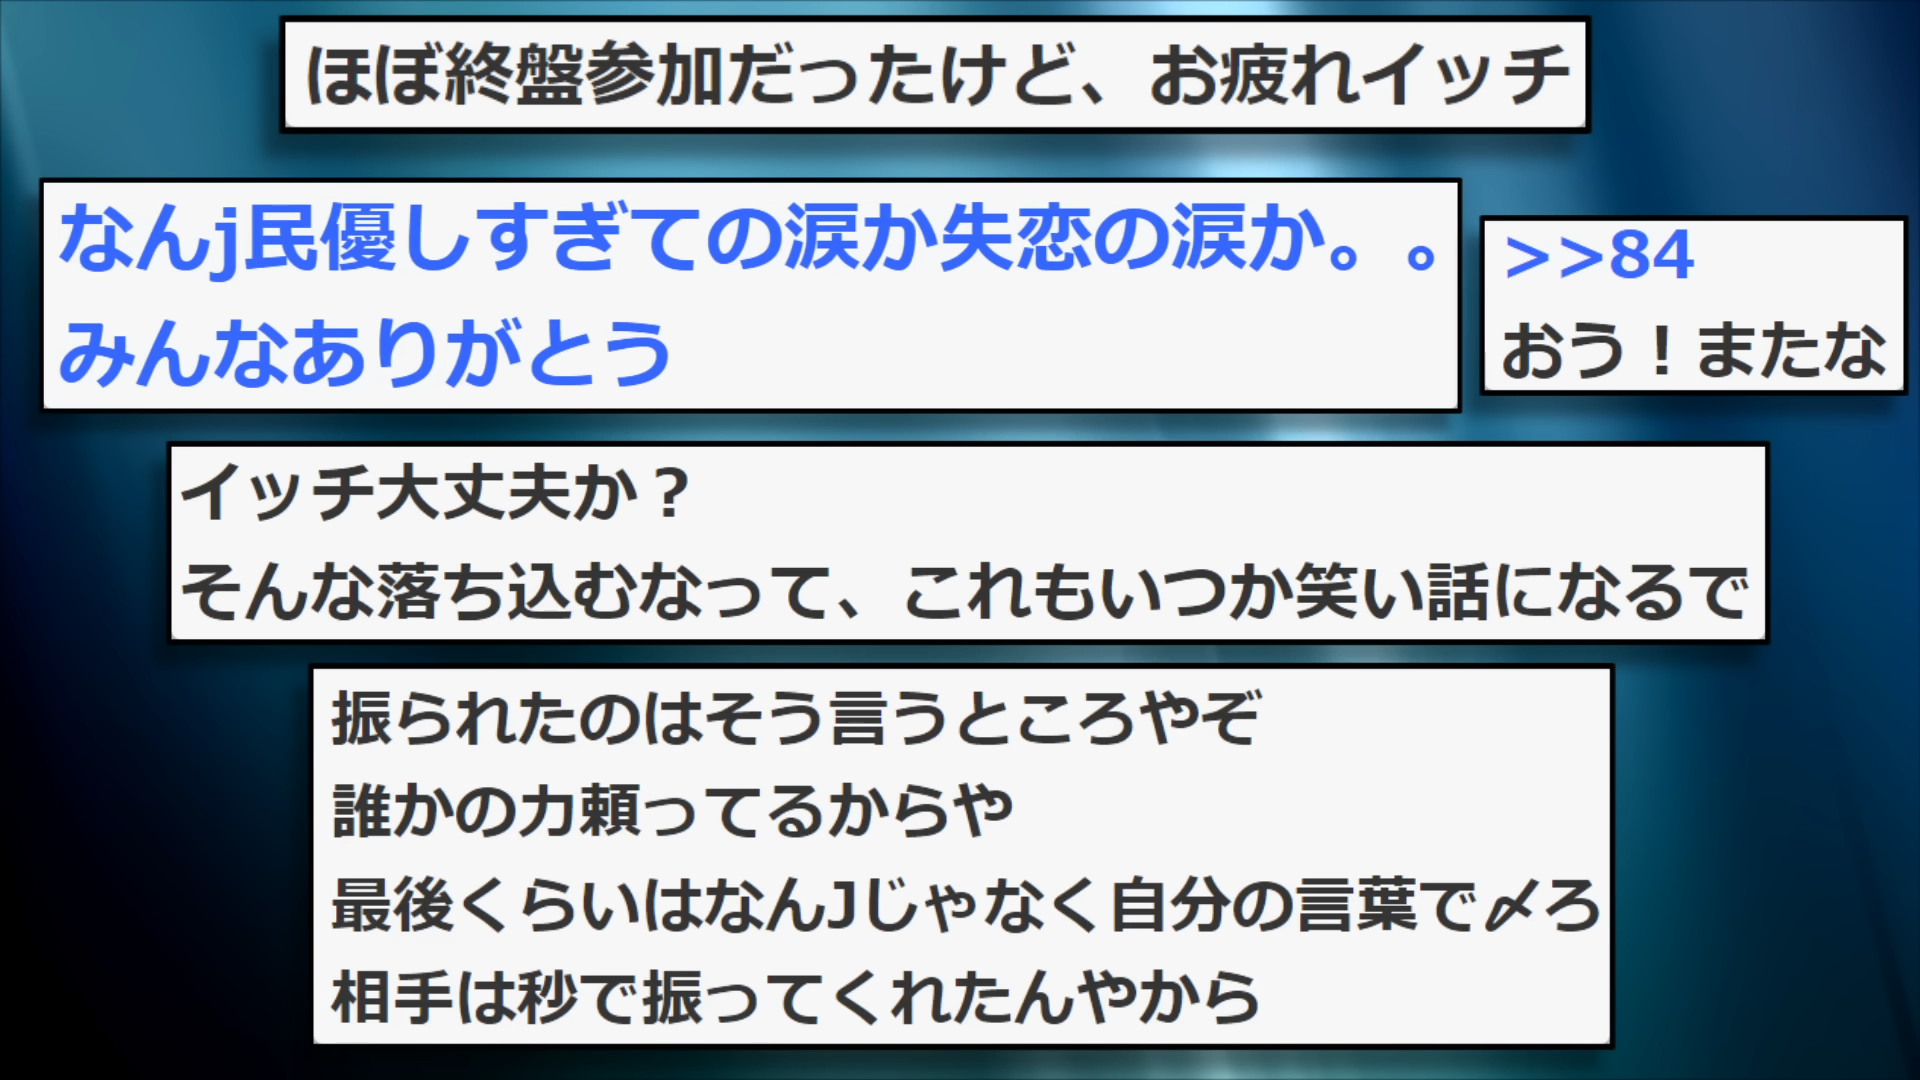 ほぼ終盤参加だったけど、お疲れイッチ
なんj民優しすぎての涙か失恋の涙か。。
みんなありがとう
>>84
おう！またな
イッチ大丈夫か？
そんな落ち込むなって、これもいつか笑い話になるで
振られたのはそう言うところやぞ
誰かの力頼ってるからや
最後くらいはなんJじゃなく自分の言葉で〆ろ
相手は秒で振ってくれたんやから